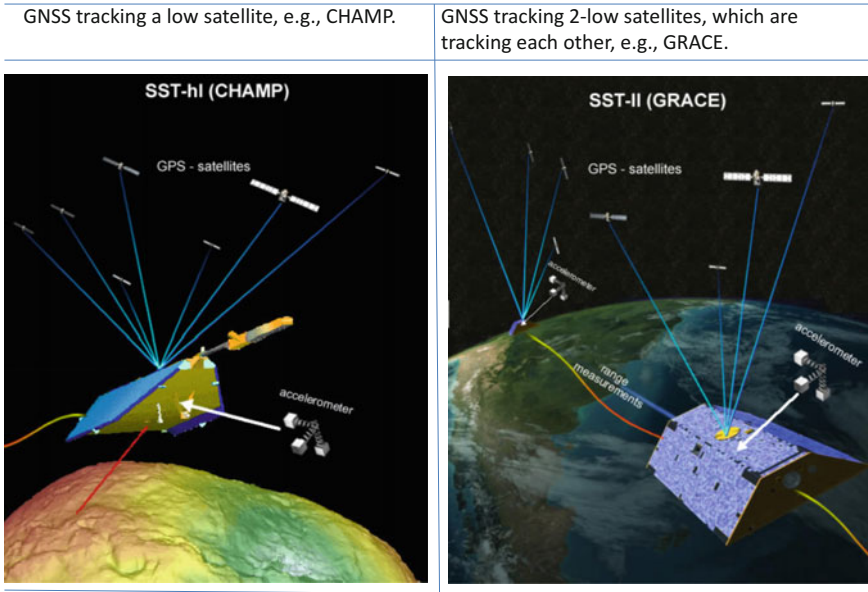 GNSS tracking a low satellite, e.g., CHAMP.
GNSS tracking 2-low satellites, which are
tracking each other, e.g., GRACE.
SST-hl (CHAMP)
GPS - satellites
accelerometer
SST-ll (GRACE)
GPS - satellites
accelerometer
accelerometer
range
measurements